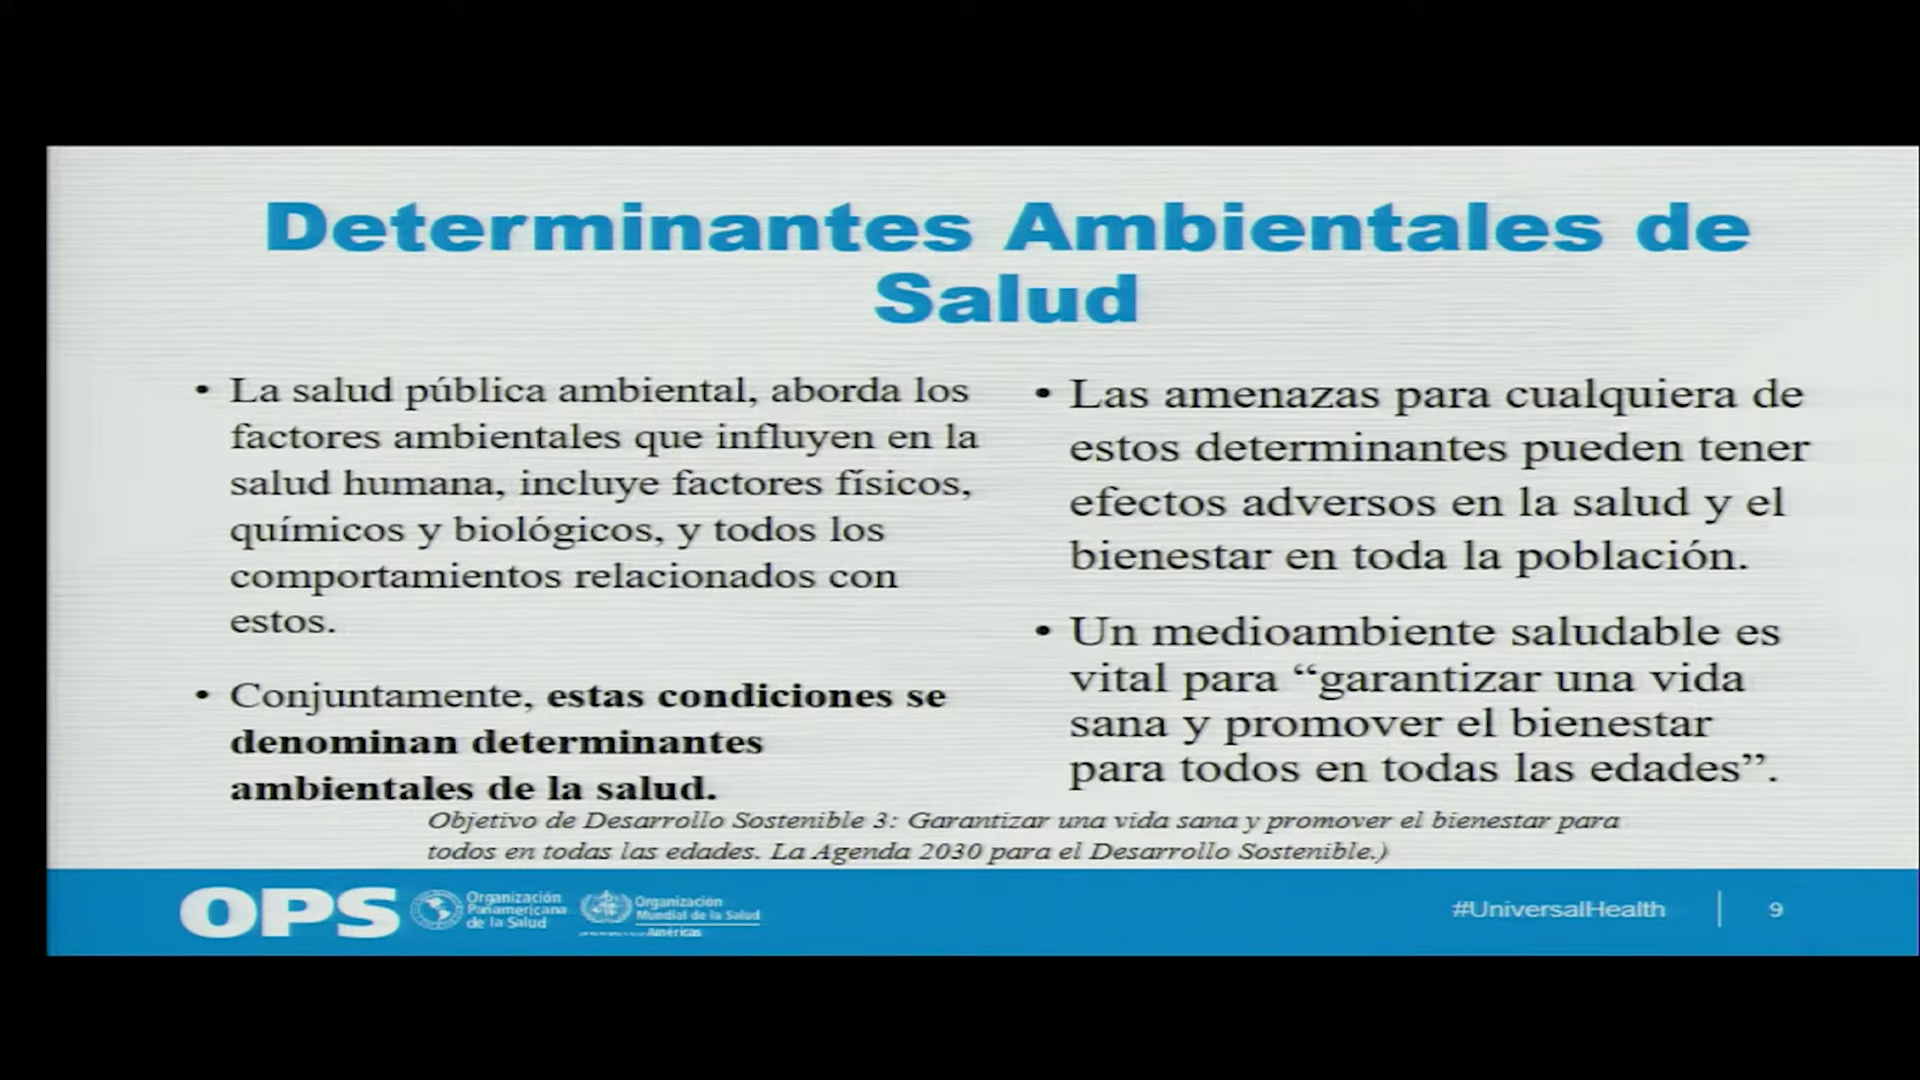 Determinantes Ambientales de
Salud
• La salud pública ambiental, aborda los
factores ambientales que influyen en la
salud humana, incluye factores físicos,
químicos y biológicos, y todos los
comportamientos relacionados con
estos.
• Conjuntamente, estas condiciones se
denominan determinantes
ambientales de la salud.
• Las amenazas para cualquiera de
estos determinantes pueden tener
efectos adversos en la salud y el
bienestar en toda la población.
• Un medioambiente saludable es
vital para “garantizar una vida
sana y promover el bienestar
para todos en todas las edades”.
Objetivo de Desarrollo Sostenible 3: Garantizar una vida sana y promover el bienestar para
todos en todas las edades. La Agenda 2030 para el Desarrollo Sostenible.)
OPS
Organización
Panamericana
de la Salud
Organización
Mundial de la Salud
Américas
#UniversalHealth
9